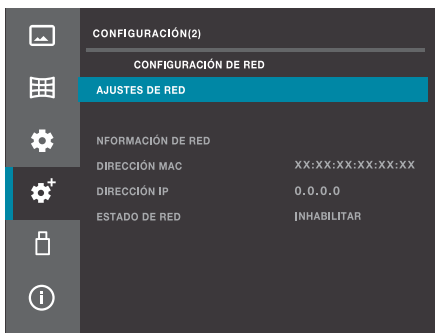 CONFIGURACIÓN(2)
CONFIGURACIÓN DE RED
AJUSTES DE RED
NFORMACIÓN DE RED
DIRECCIÓN MAC XX:XX:XX:XX:XX:XX
DIRECCIÓN IP 0.0.0.0
ESTADO DE RED INHABILITAR